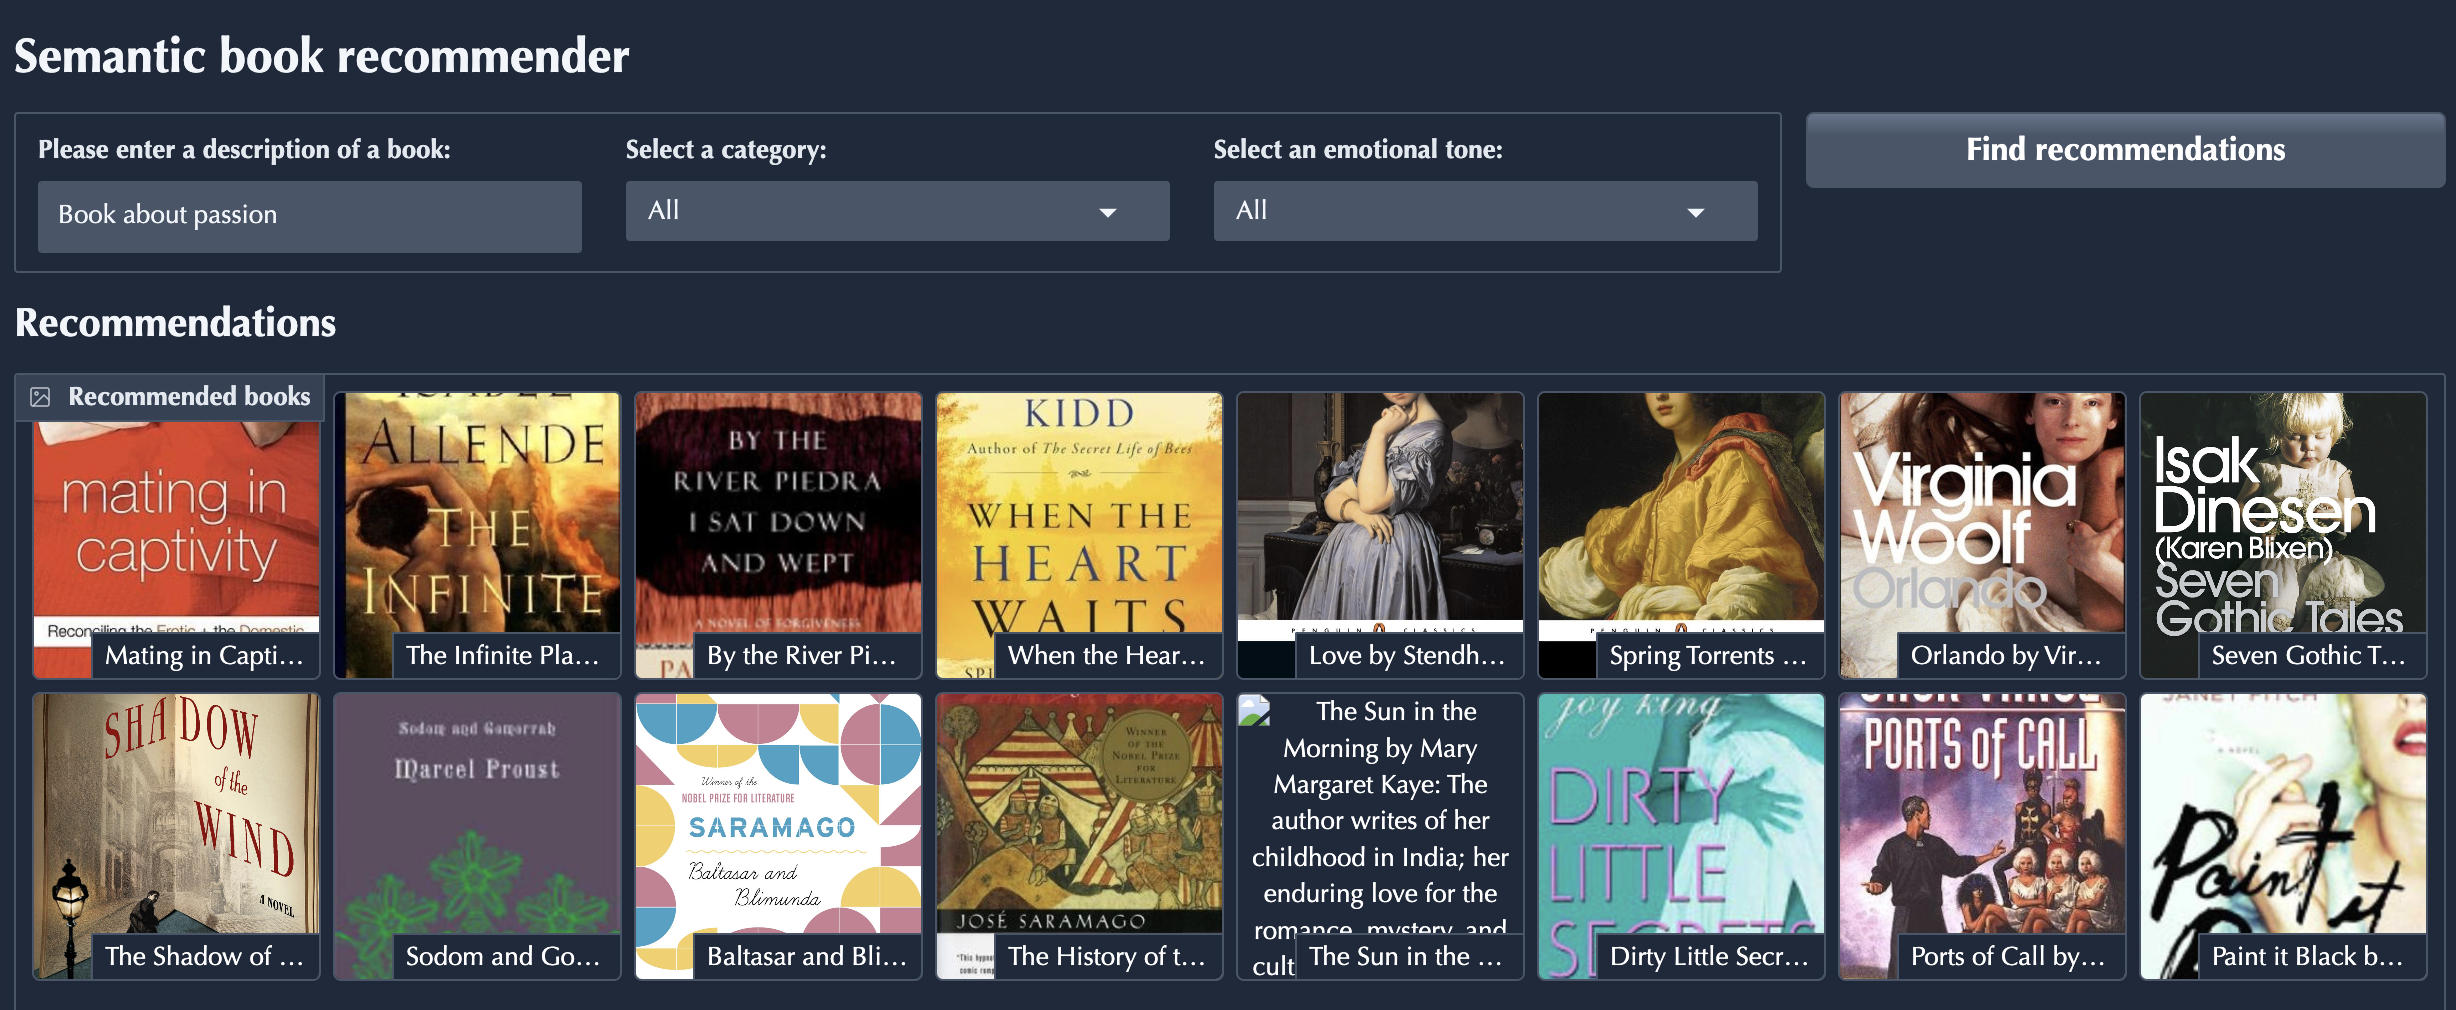 Semantic book recommender
Please enter a description of a book:
Select a category:
Select an emotional tone:
Find recommendations
Book about passion
All
All
Recommendations
Recommended books
mating in
captivity
Reconciling the Erotic + the Domestic
Mating in Capti...
ALLENDE
THE
INFINITE
The Infinite Pla...
BY THE
RIVER PIEDRA
I SAT DOWN
AND WEPT
A NOVEL OF FORGIVENESS
By the River Pi...
KIDD
Author of The Secret Life of Bees
WHEN THE
HEART
WAITS
When the Hear...
PENGUIN CLASSICS
Love by Stendh...
PENGUIN CLASSICS
Spring Torrents ...
Virginia
Woolf
Orlando
Orlando by Vir...
Isak
Dinesen
(Karen Blixen)
Seven
Gothic Tales
Seven Gothic T...
SHADOW
of the
WIND
A NOVEL
The Shadow of ...
Sodom and Gomorrah
Marcel Proust
Sodom and Go...
Winner of the
NOBEL PRIZE FOR LITERATURE
SARAMAGO
Baltasar and
Blimunda
Baltasar and Bli...
WINNER
OF THE
NOBEL PRIZE
FOR
LITERATURE
JOSÉ SARAMAGO
The History of t...
The Sun in the
Morning by Mary
Margaret Kaye: The
author writes of her
childhood in India; her
enduring love for the
romance, mystery, and
cult
The Sun in the ...
joy king
DIRTY
LITTLE
SECRETS
Dirty Little Secr...
PORTS of CALL
Ports of Call by...
JANET FITCH
A NOVEL
Paint it
Paint it Black b...